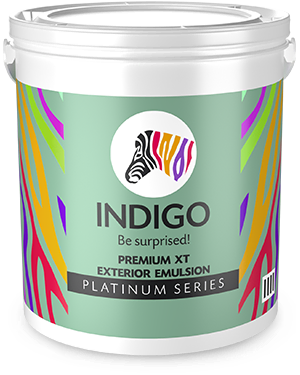 INDIGO
Be surprised!
PREMIUM XT
EXTERIOR EMULSION
PLATINUM SERIES